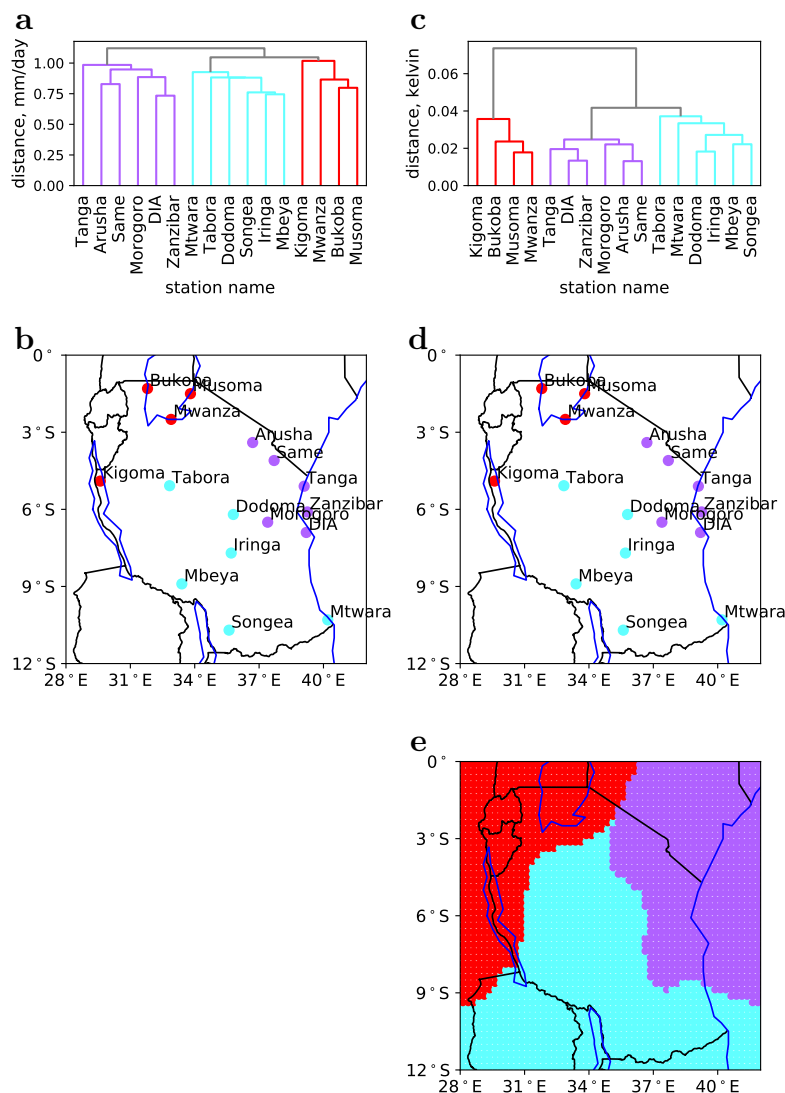 a
distance, mm/day
1.00
0.75
0.50
0.25
0.00
Tanga
Arusha
Same
Morogoro
DIA
Zanzibar
Mtwara
Tabora
Dodoma
Songea
Iringa
Mbeya
Kigoma
Mwanza
Bukoba
Musoma
station name
c
distance, kelvin
0.06
0.04
0.02
0.00
Kigoma
Bukoba
Musoma
Mwanza
Tanga
DIA
Zanzibar
Morogoro
Arusha
Same
Tabora
Mtwara
Dodoma
Iringa
Mbeya
Songea
station name
b
0°
3°S
6°S
9°S
12°S
28°E 31°E 34°E 37°E 40°E
Bukoba
Musoma
Mwanza
Arusha
Same
Kigoma
Tabora
Tanga
Dodoma
Zanzibar
Morogoro
DIA
Iringa
Mbeya
Songea
Mtwara
d
0°
3°S
6°S
9°S
12°S
28°E 31°E 34°E 37°E 40°E
Bukoba
Musoma
Mwanza
Arusha
Same
Kigoma
Tabora
Tanga
Dodoma
Zanzibar
Morogoro
DIA
Iringa
Mbeya
Songea
Mtwara
e
0°
3°S
6°S
9°S
12°S
28°E 31°E 34°E 37°E 40°E